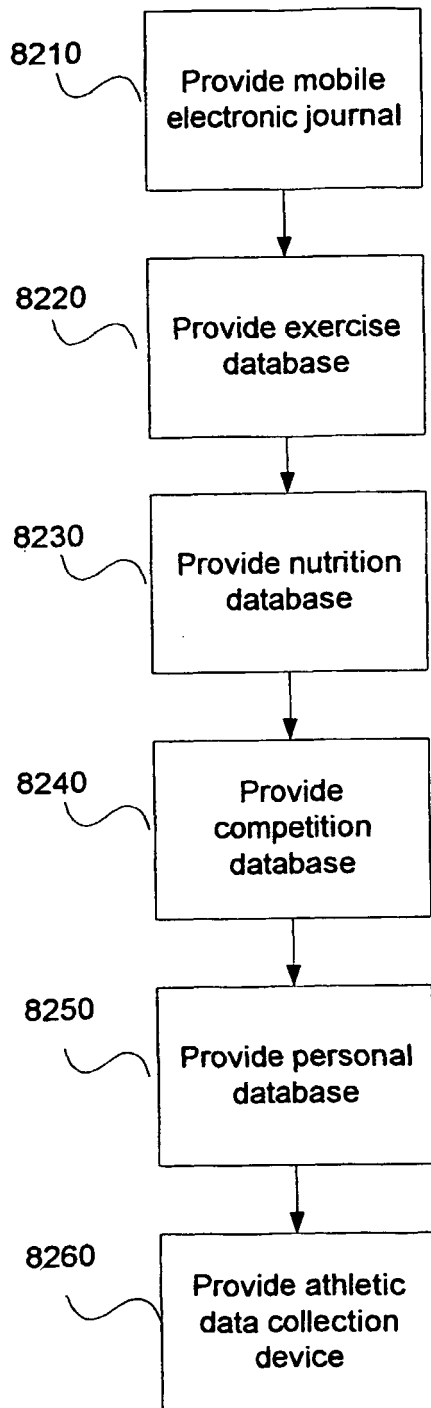 8210
Provide mobile
electronic journal
8220
Provide exercise
database
8230
Provide nutrition
database
8240
Provide
competition
database
8250
Provide personal
database
8260
Provide athletic
data collection
device